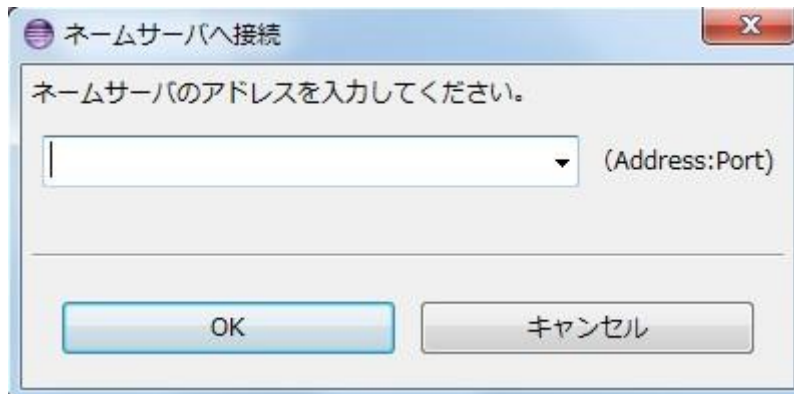 ネームサーバへ接続
ネームサーバのアドレスを入力してください。
(Address:Port)
OK
キャンセル